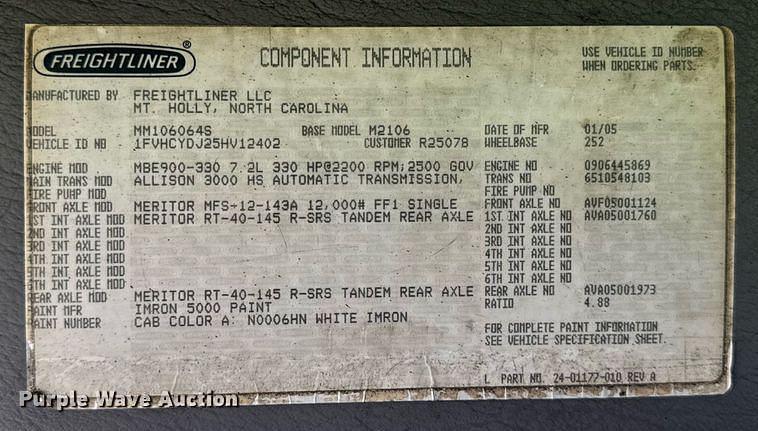 FREIGHTLINER®
COMPONENT INFORMATION
USE VEHICLE ID NUMBER
WHEN ORDERING PARTS.
MANUFACTURED BY FREIGHTLINER LLC
MT. HOLLY, NORTH CAROLINA
MODEL MM106064S BASE MODEL M2106 DATE OF MFR 01/05
VEHICLE ID NO 1FVHCYDJ25HV12402 CUSTOMER R25078 WHEELBASE 252
ENGINE MOD MBE900-330 7.2L 330 HP@2200 RPM;2500 GOV ENGINE NO 0906445869
MAIN TRANS MOD ALLISON 3000 HS AUTOMATIC TRANSMISSION, TRANS NO 6510548103
FIRE PUMP MOD FIRE PUMP NO
FRONT AXLE MOD MERITOR MFS-12-143A 12,000# FF1 SINGLE FRONT AXLE NO AVF05001124
1ST INT AXLE MOD MERITOR RT-40-145 R-SRS TANDEM REAR AXLE 1ST INT AXLE NO AVA05001760
2ND INT AXLE MOD 2ND INT AXLE NO
3RD INT AXLE MOD 3RD INT AXLE NO
4TH INT AXLE MOD 4TH INT AXLE NO
5TH INT AXLE MOD 5TH INT AXLE NO
6TH INT AXLE MOD 6TH INT AXLE NO
REAR AXLE MOD MERITOR RT-40-145 R-SRS TANDEM REAR AXLE REAR AXLE NO AVA05001973
PAINT MFR IMRON 5000 PAINT RATIO 4.88
PAINT NUMBER CAB COLOR A: N0006HN WHITE IMRON
FOR COMPLETE PAINT INFORMATION
SEE VEHICLE SPECIFICATION SHEET.
L PART NO. 24-01177-010 REV A
Purple Wave Auction